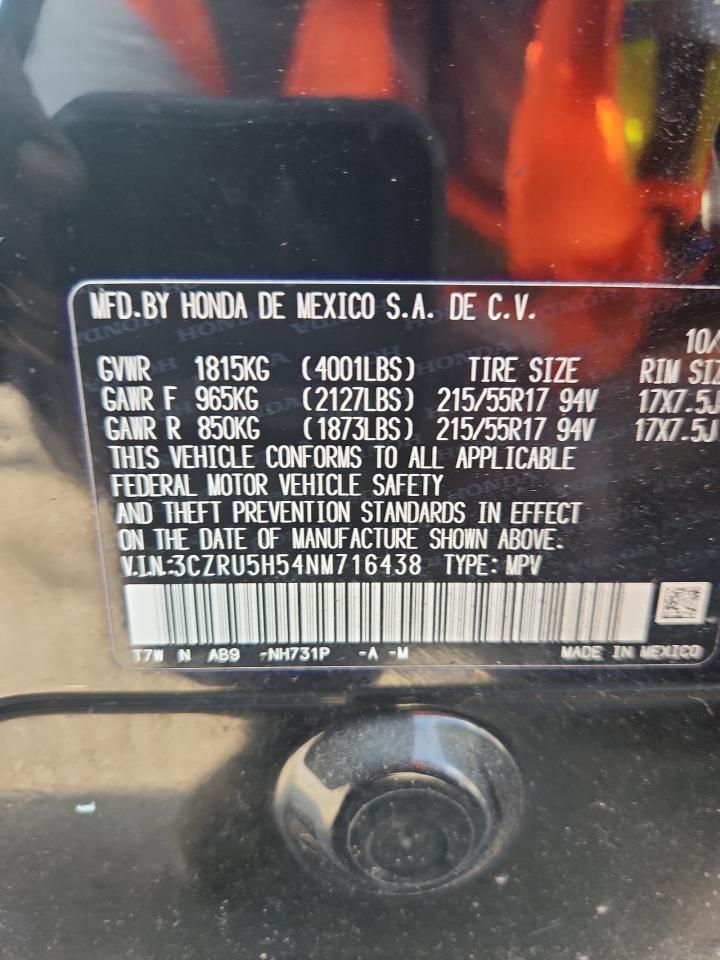 MFD.BY HONDA DE MEXICO S.A. DE C.V.
10/
GVWR 1815KG (4001LBS) TIRE SIZE RIM SIZ
GAWR F 965KG (2127LBS) 215/55R17 94V 17X7.5J
GAWR R 850KG (1873LBS) 215/55R17 94V 17X7.5J
THIS VEHICLE CONFORMS TO ALL APPLICABLE
FEDERAL MOTOR VEHICLE SAFETY
AND THEFT PREVENTION STANDARDS IN EFFECT
ON THE DATE OF MANUFACTURE SHOWN ABOVE.
V.I.N.:3CZRU5H54NM716438 TYPE: MPV
T7W N AB9 -NH731P -A -M MADE IN MEXICO